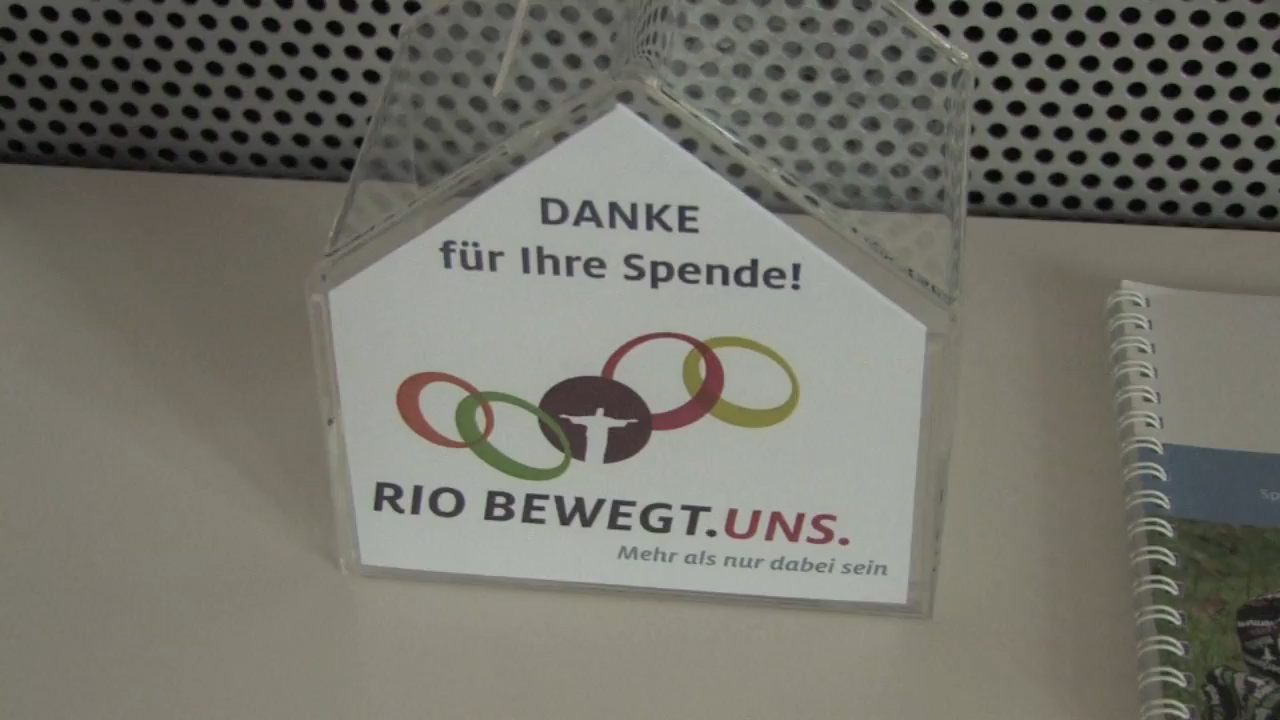 DANKE
für Ihre Spende!
RIO BEWEGT.UNS.
Mehr als nur dabei sein